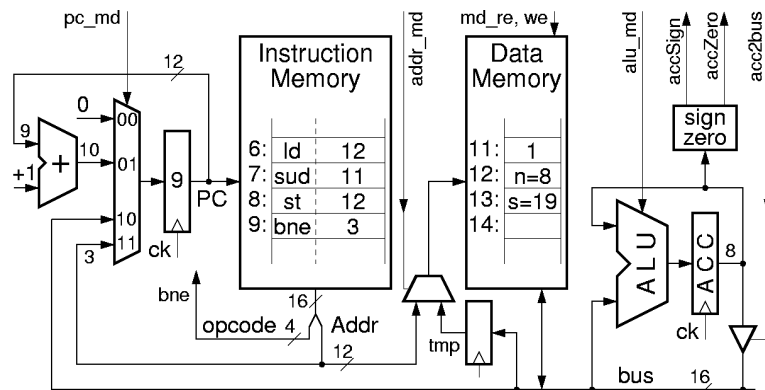 pc_md
addr_md
md_re, we
alu_md
accSign
accZero
acc2bus
Instruction
Memory
Data
Memory
sign
zero
12
0
00
9
+
10
01
+1
9
PC
10
11
3
ck
6: ld 12
7: sud 11
8: st 12
9: bne 3
11: 1
12: n=8
13: s=19
14:
ALU
ACC
8
ck
bne
16
opcode 4 Addr
12
tmp
bus 16